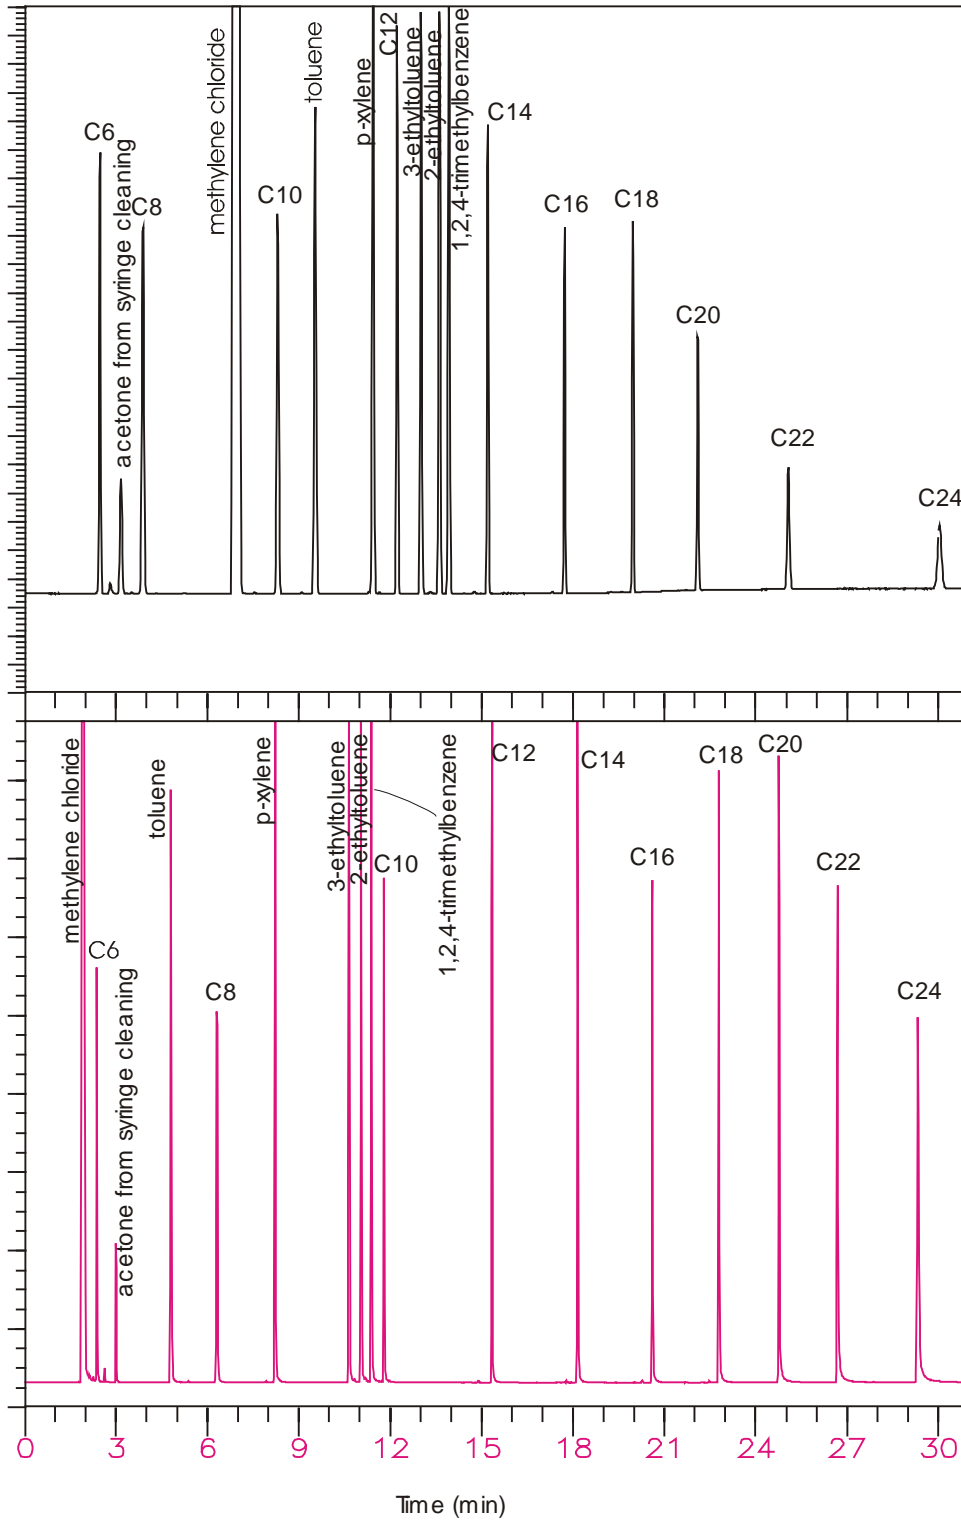 C6
acetone from syringe cleaning
C8
methylene chloride
C10
toluene
p-xylene
C12
3-ethyltoluene
2-ethyltoluene
1,2,4-trimethylbenzene
C14
C16
C18
C20
C22
C24
methylene chloride
C6
acetone from syringe cleaning
toluene
C8
p-xylene
3-ethyltoluene
2-ethyltoluene
C10
1,2,4-trimethylbenzene
C12
C14
C16
C18
C20
C22
C24
0 3 6 9 12 15 18 21 24 27 30
Time (min)